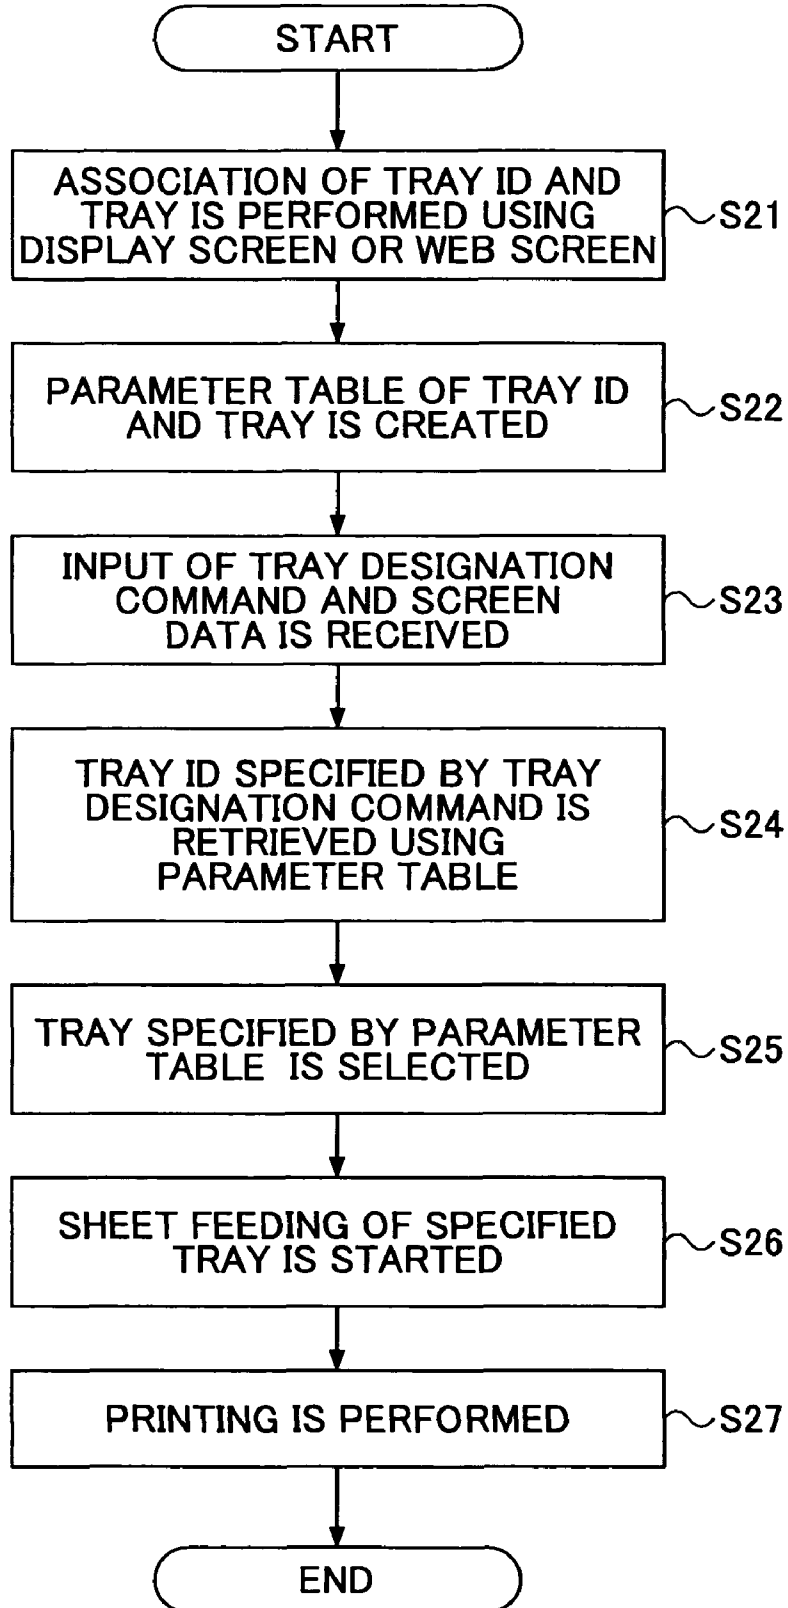 START
ASSOCIATION OF TRAY ID AND
TRAY IS PERFORMED USING
DISPLAY SCREEN OR WEB SCREEN
S21
PARAMETER TABLE OF TRAY ID
AND TRAY IS CREATED
S22
INPUT OF TRAY DESIGNATION
COMMAND AND SCREEN
DATA IS RECEIVED
S23
TRAY ID SPECIFIED BY TRAY
DESIGNATION COMMAND IS
RETRIEVED USING
PARAMETER TABLE
S24
TRAY SPECIFIED BY PARAMETER
TABLE IS SELECTED
S25
SHEET FEEDING OF SPECIFIED
TRAY IS STARTED
S26
PRINTING IS PERFORMED
S27
END